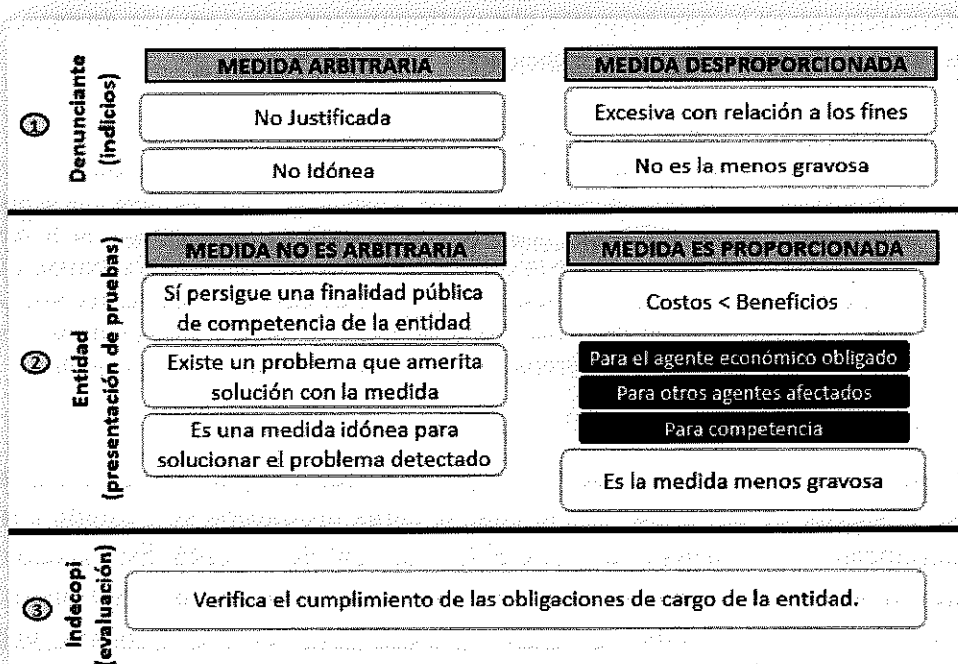 ①
Denunciante
(indicios)
MEDIDA ARBITRARIA
No Justificada
No Idónea
MEDIDA DESPROPORCIONADA
Excesiva con relación a los fines
No es la menos gravosa
②
Entidad
(presentación de pruebas)
MEDIDA NO ES ARBITRARIA
Sí persigue una finalidad pública
de competencia de la entidad
Existe un problema que amerita
solución con la medida
Es una medida idónea para
solucionar el problema detectado
MEDIDA ES PROPORCIONADA
Costos < Beneficios
Para el agente económico obligado
Para otros agentes afectados
Para competencia
Es la medida menos gravosa
③
Indecopi
(evaluación)
Verifica el cumplimiento de las obligaciones de cargo de la entidad.